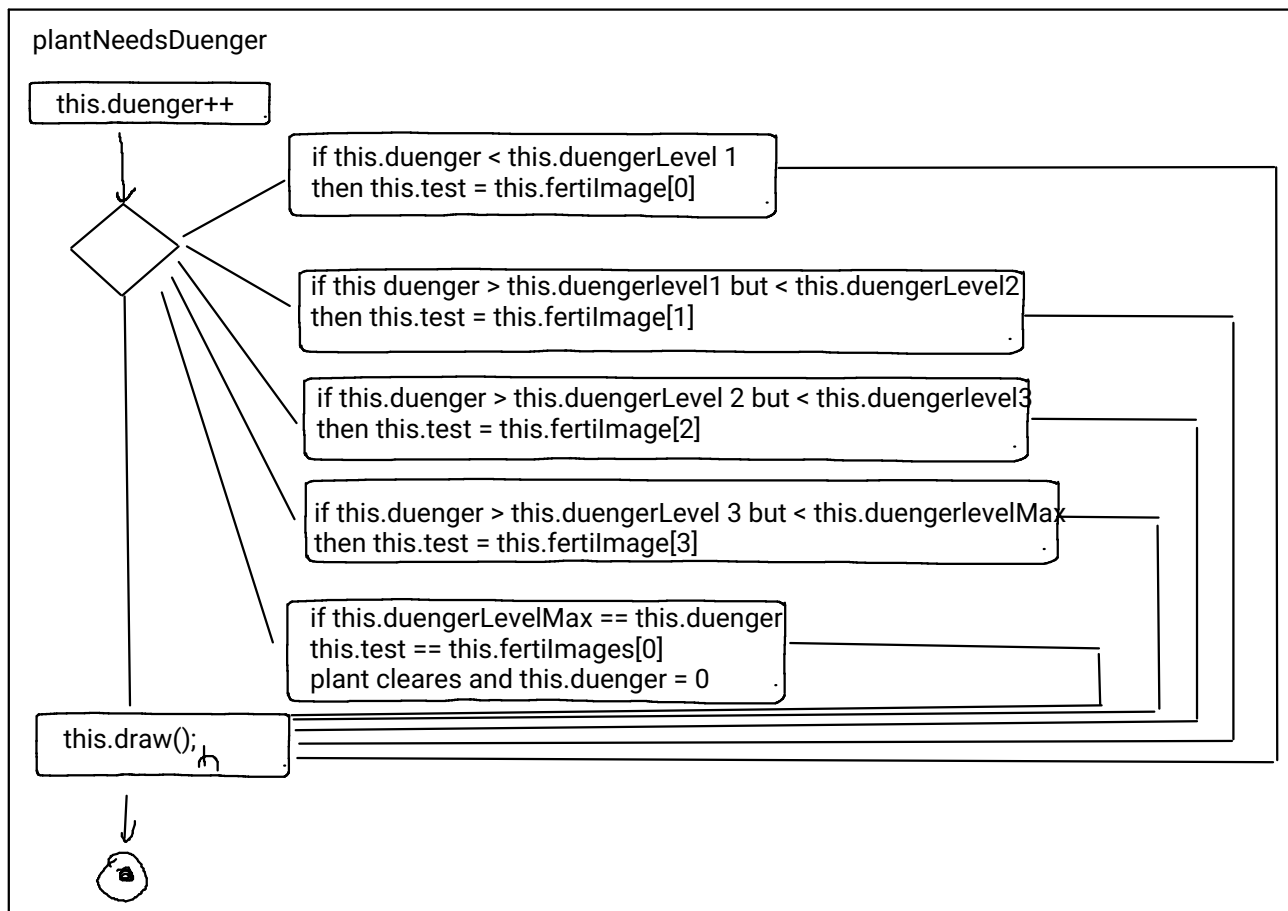 plantNeedsDuenger
this.duenger++
if this.duenger < this.duengerLevel 1
then this.test = this.fertiImage[0]
if this duenger > this.duengerlevel1 but < this.duengerLevel2
then this.test = this.fertiImage[1]
if this.duenger > this.duengerLevel 2 but < this.duengerlevel3
then this.test = this.fertiImage[2]
if this.duenger > this.duengerLevel 3 but < this.duengerlevelMax
then this.test = this.fertiImage[3]
if this.duengerLevelMax == this.duenger
this.test == this.fertiImages[0]
plant cleares and this.duenger = 0
this.draw();